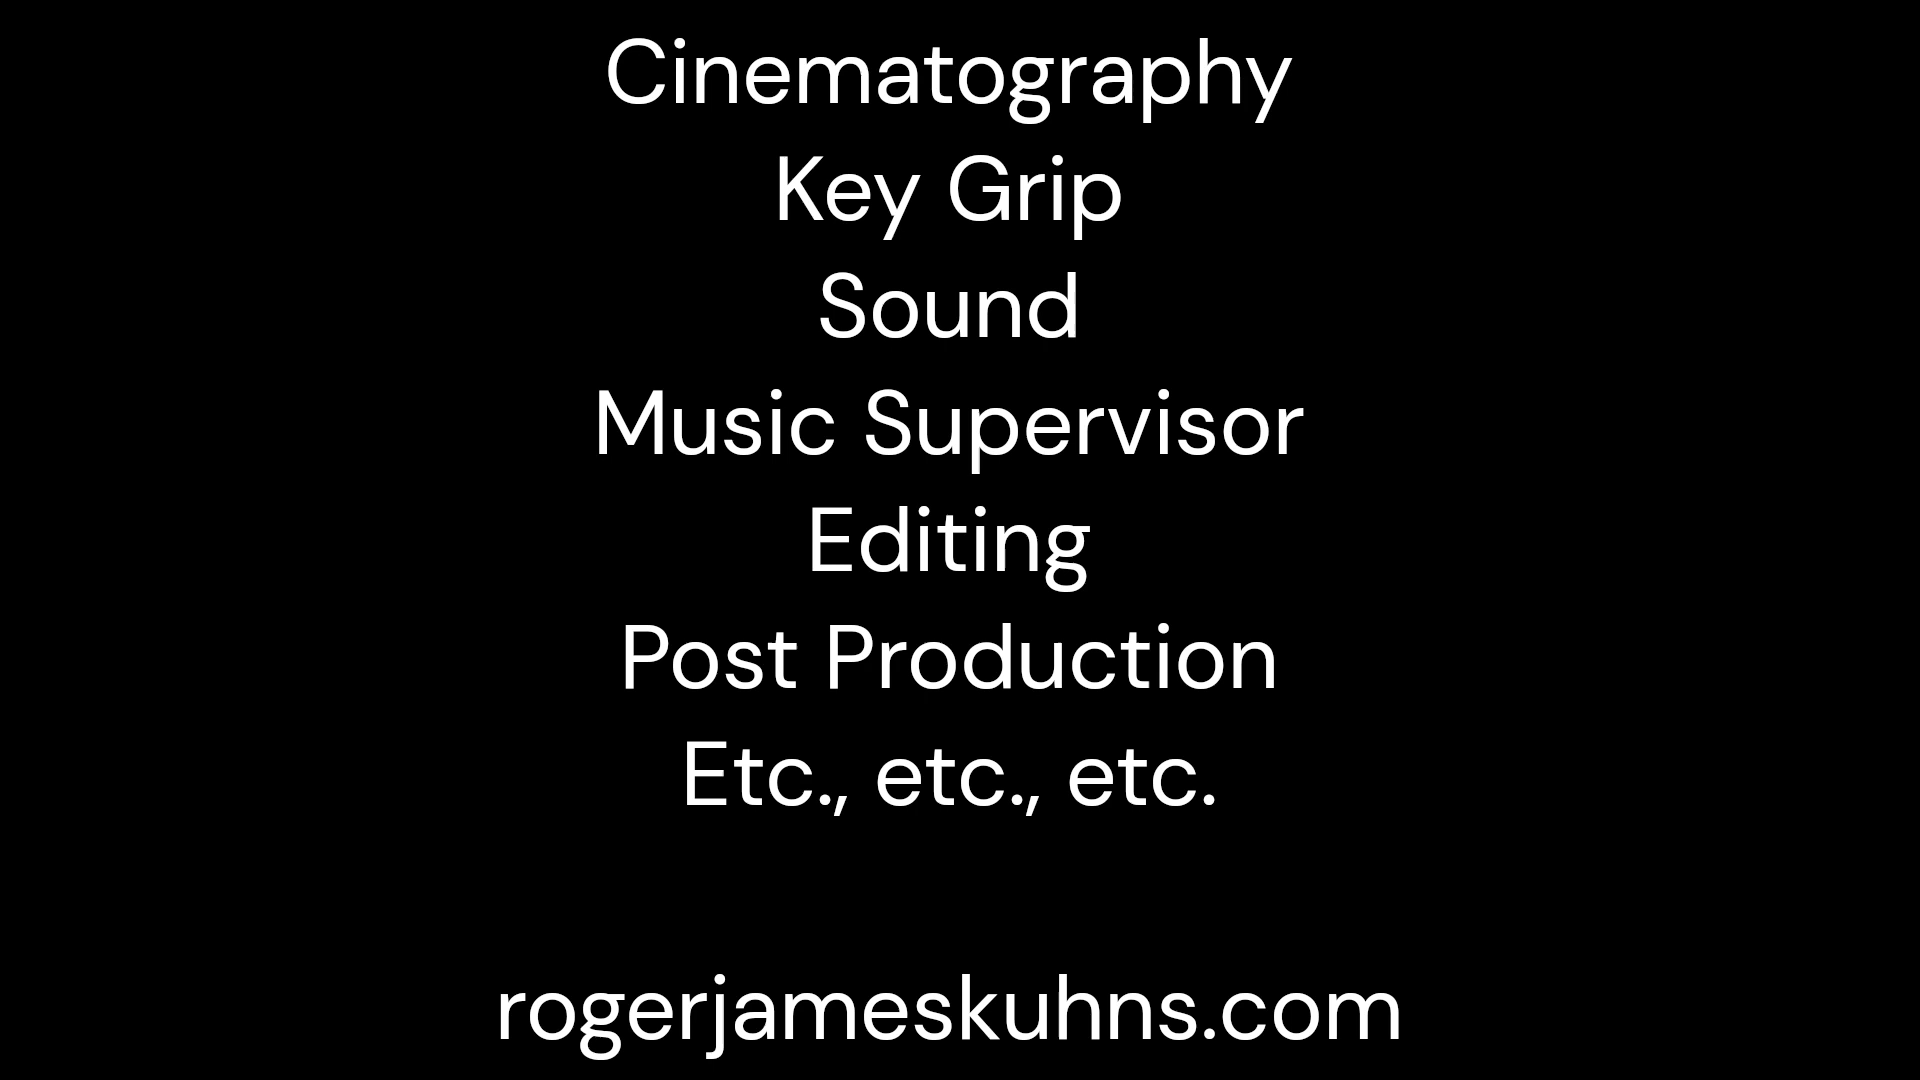 Cinematography
Key Grip
Sound
Music Supervisor
Editing
Post Production
Etc., etc., etc.
rogerjameskuhns.com